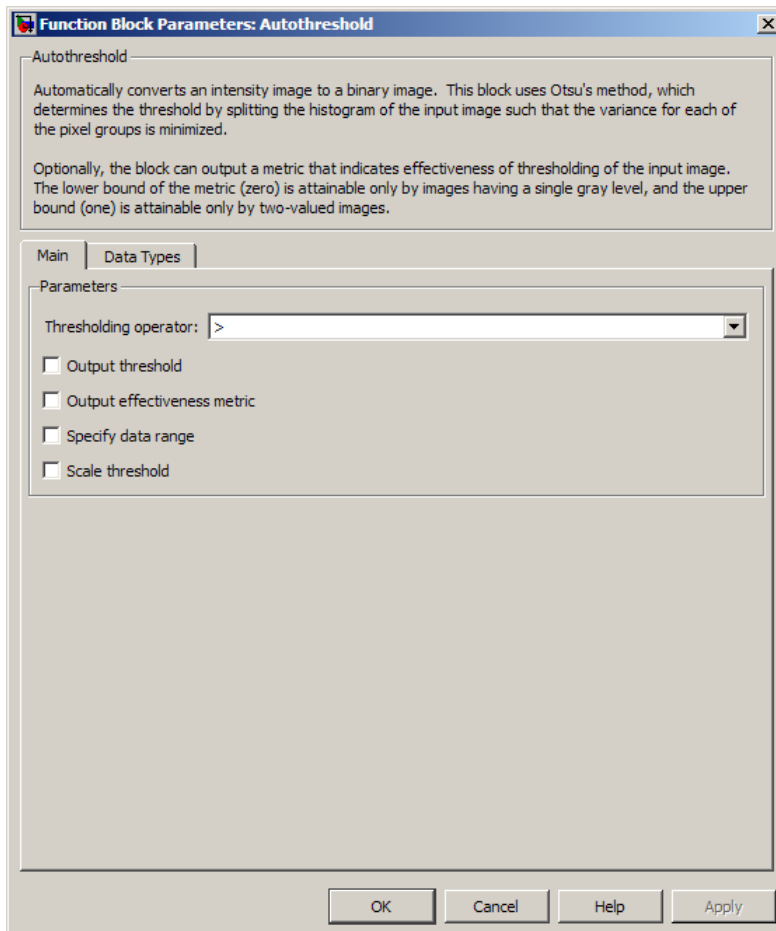 Function Block Parameters: Autothreshold
Autothreshold
Automatically converts an intensity image to a binary image.  This block uses Otsu's method, which
determines the threshold by splitting the histogram of the input image such that the variance for each of
the pixel groups is minimized.
Optionally, the block can output a metric that indicates effectiveness of thresholding of the input image.
The lower bound of the metric (zero) is attainable only by images having a single gray level, and the upper
bound (one) is attainable only by two-valued images.
Main Data Types
Parameters
Thresholding operator: >
Output threshold
Output effectiveness metric
Specify data range
Scale threshold
OK Cancel Help Apply